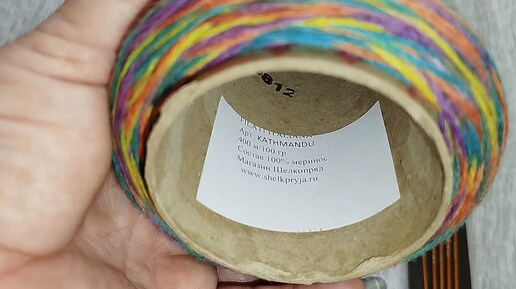 812
Арт. KATHMANDU
400 м/100.гр
Состав 100% меринос
Магазин Шелкопряд
www.shelkpryja.ru